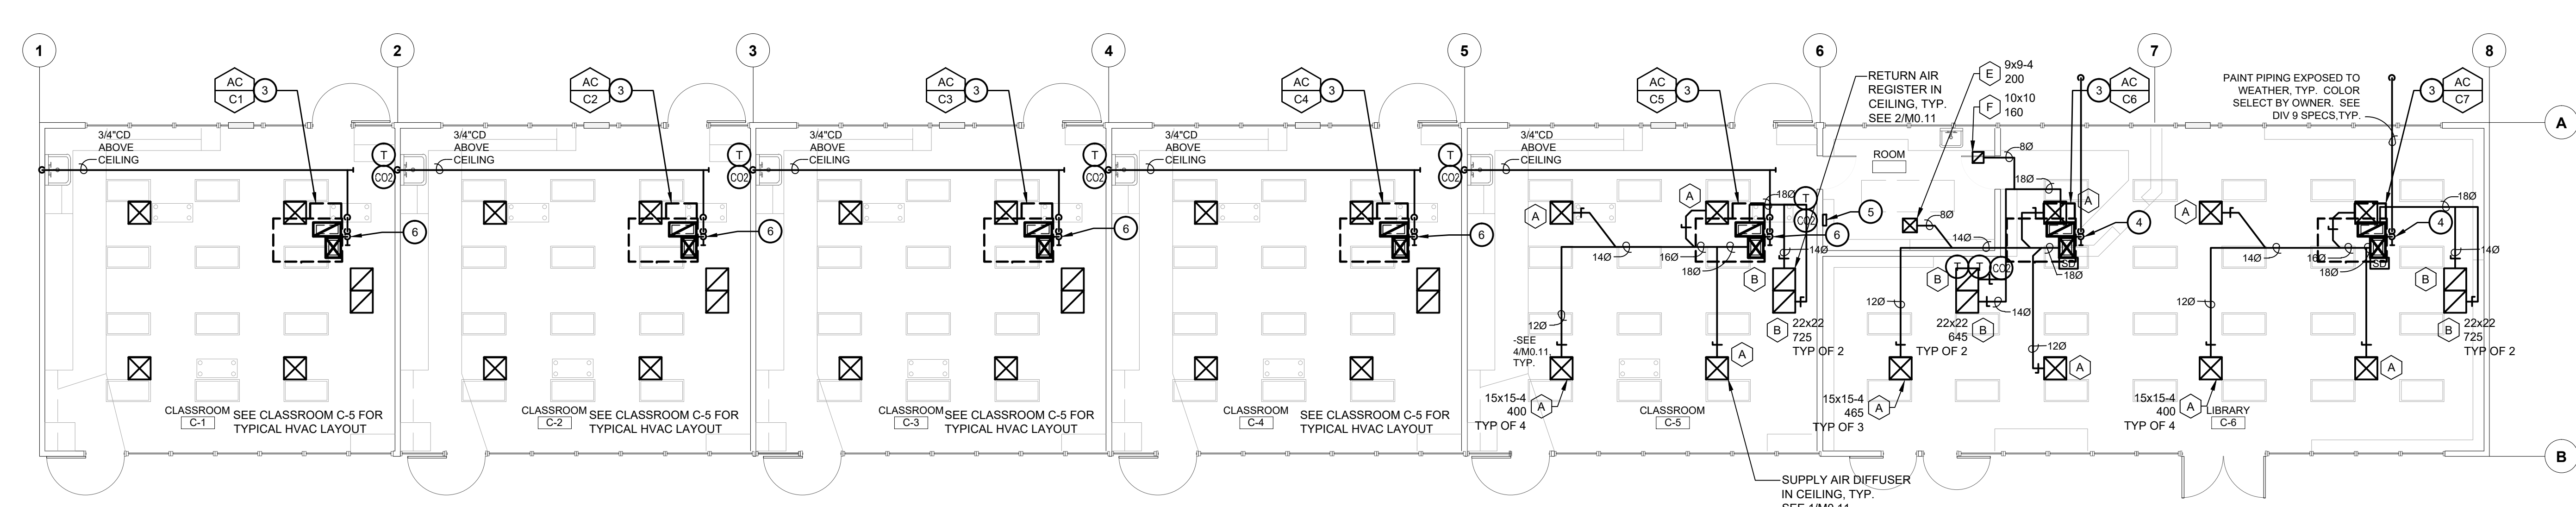 1
2
3
4
5
6
7
8
A
B
AC
C1
3
AC
C2
3
AC
C3
3
AC
C4
3
AC
C5
3
RETURN AIR
REGISTER IN
CEILING, TYP.
SEE 2/M0.11
E
9x9-4
200
F
10x10
160
3
AC
C6
PAINT PIPING EXPOSED TO
WEATHER, TYP. COLOR
SELECT BY OWNER. SEE
DIV 9 SPECS,TYP.
3
AC
C7
3/4"CD
ABOVE
CEILING
T
CO2
6
CLASSROOM
C-1
SEE CLASSROOM C-5 FOR
TYPICAL HVAC LAYOUT
3/4"CD
ABOVE
CEILING
T
CO2
6
CLASSROOM
C-2
SEE CLASSROOM C-5 FOR
TYPICAL HVAC LAYOUT
3/4"CD
ABOVE
CEILING
T
CO2
6
CLASSROOM
C-3
SEE CLASSROOM C-5 FOR
TYPICAL HVAC LAYOUT
3/4"CD
ABOVE
CEILING
T
CO2
6
CLASSROOM
C-4
SEE CLASSROOM C-5 FOR
TYPICAL HVAC LAYOUT
3/4"CD
ABOVE
CEILING
A
A
18Ø
T
CO2
5
6
14Ø
16Ø
18Ø
14Ø
B
12Ø
-SEE
4/M0.11,
TYP.
B
22x22
725
TYP OF 2
A
15x15-4
400
TYP OF 4
A
CLASSROOM
C-5
SUPPLY AIR DIFFUSER
IN CEILING, TYP.
SEE 1/M0.11
ROOM
8Ø
18Ø
A
8Ø
14Ø
4
T
T
CO2
SD
18Ø
B
12Ø
14Ø
22x22
645
TYP OF 2
B
12Ø
A
15x15-4
465
TYP OF 3
A
A
4
14Ø
16Ø
18Ø
SD
14Ø
B
12Ø
B
22x22
725
TYP OF 2
A
15x15-4
400
TYP OF 4
A
LIBRARY
C-6